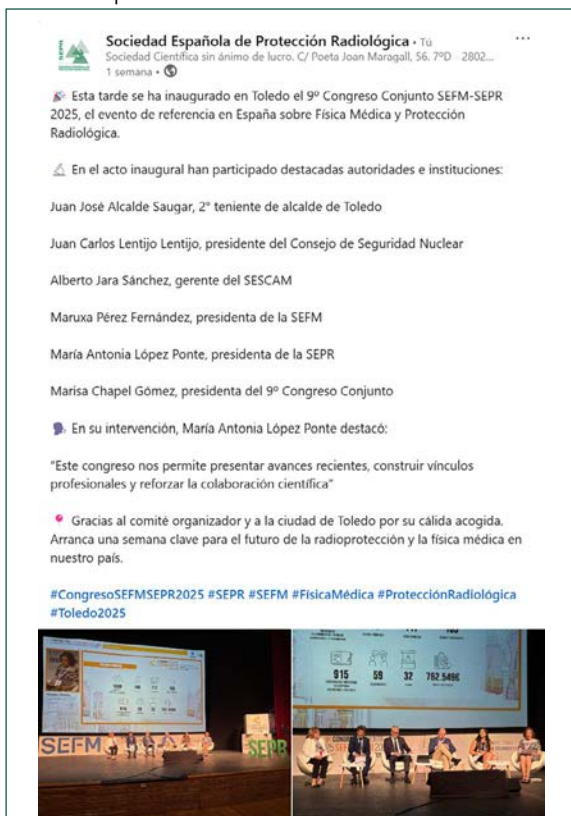 SEPR
Sociedad Española de Protección Radiológica • Tú
Sociedad Científica sin ánimo de lucro. C/ Poeta Joan Maragall, 56. 7ºD - 2802...
1 semana •
Esta tarde se ha inaugurado en Toledo el 9º Congreso Conjunto SEFM-SEPR
2025, el evento de referencia en España sobre Física Médica y Protección
Radiológica.
En el acto inaugural han participado destacadas autoridades e instituciones:
Juan José Alcalde Saugar, 2º teniente de alcalde de Toledo
Juan Carlos Lentijo Lentijo, presidente del Consejo de Seguridad Nuclear
Alberto Jara Sánchez, gerente del SESCAM
Maruxa Pérez Fernández, presidenta de la SEFM
María Antonia López Ponte, presidenta de la SEPR
Marisa Chapel Gómez, presidenta del 9º Congreso Conjunto
En su intervención, María Antonia López Ponte destacó:
"Este congreso nos permite presentar avances recientes, construir vínculos
profesionales y reforzar la colaboración científica"
Gracias al comité organizador y a la ciudad de Toledo por su cálida acogida.
Arranca una semana clave para el futuro de la radioprotección y la física médica en
nuestro país.
#CongresoSEFMSEPR2025 #SEPR #SEFM #FísicaMédica #ProtecciónRadiológica
#Toledo2025
SEFM
SEPR
915 59 32 762.549€